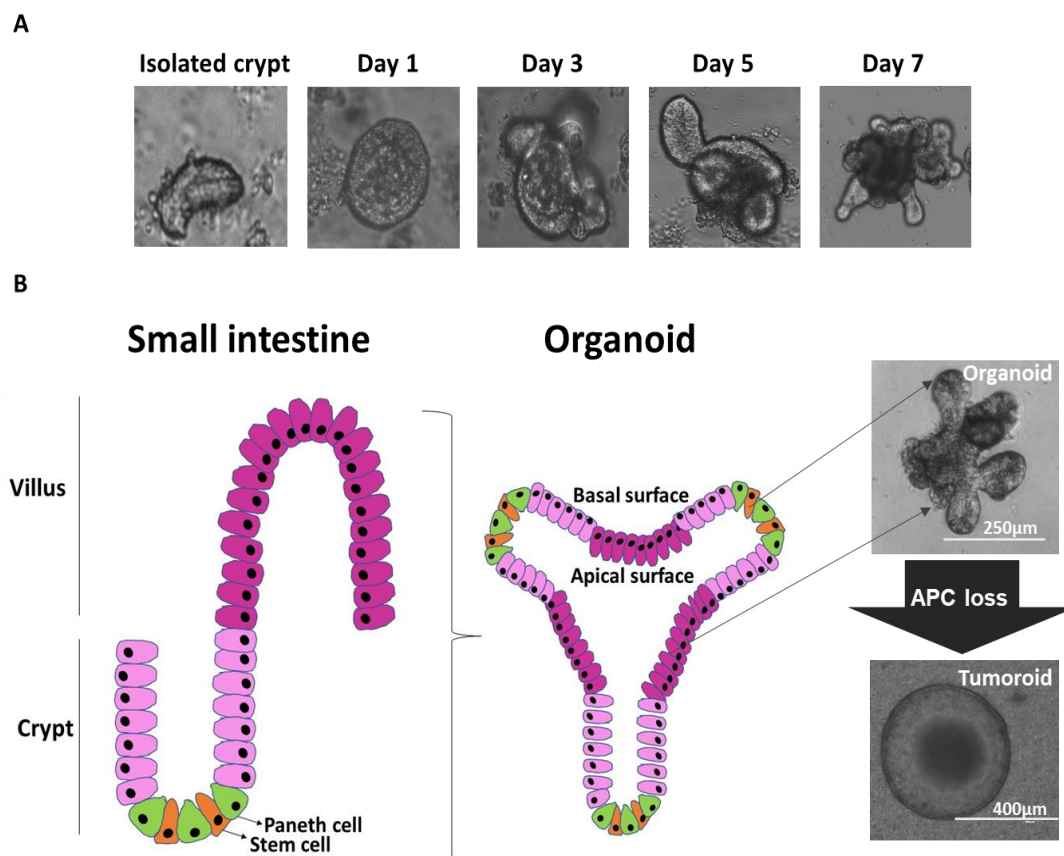 A
Isolated crypt
Day 1
Day 3
Day 5
Day 7
B
Small intestine
Organoid
Villus
Crypt
Paneth cell
Stem cell
Basal surface
Apical surface
Organoid
250µm
APC loss
Tumoroid
400µm